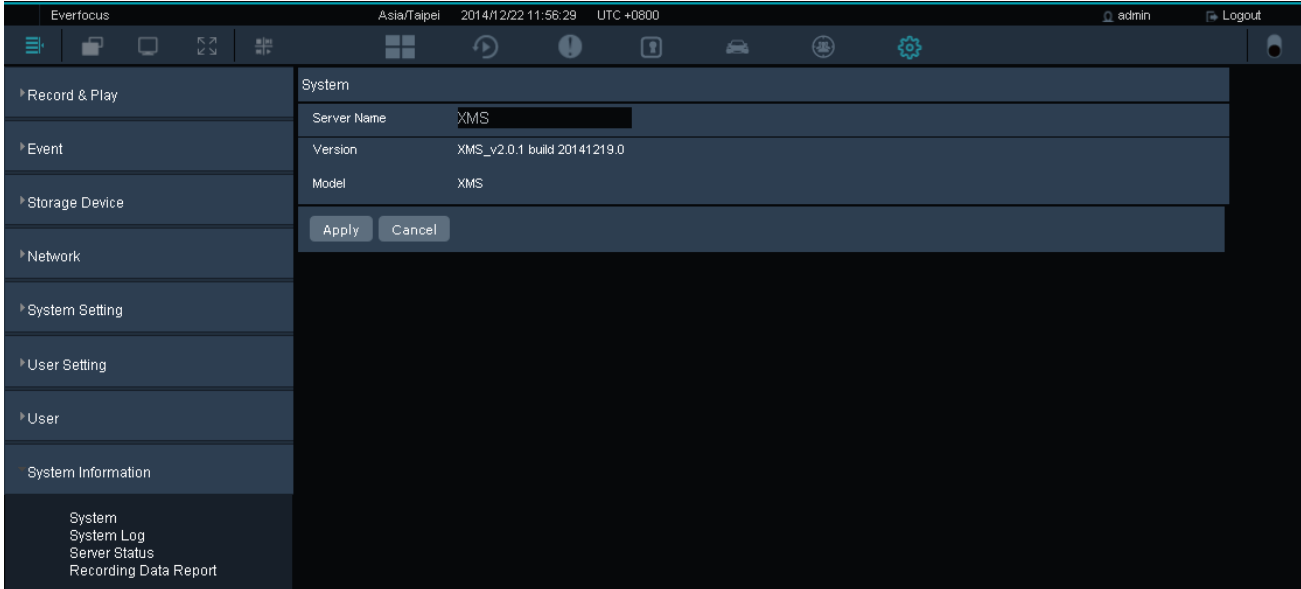 Everfocus Asia/Taipei 2014/12/22 11:56:29 UTC +0800 admin Logout
Record & Play
Event
Storage Device
Network
System Setting
User Setting
User
System Information
System
System Log
Server Status
Recording Data Report
System
Server Name XMS
Version XMS_v2.0.1 build 20141219.0
Model XMS
Apply Cancel